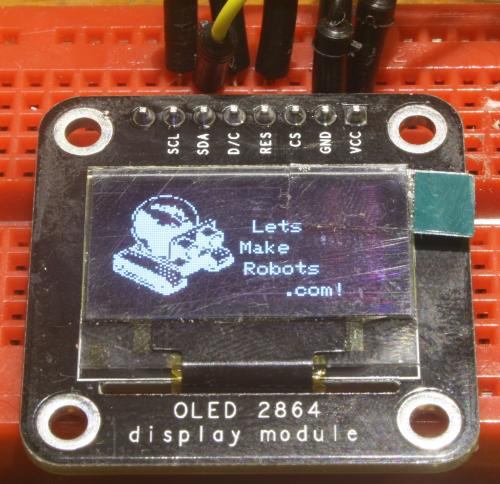 SCL SDA D/C RES CS GND VCC
Lets
Make
Robots
.com!
OLED 2864
display module